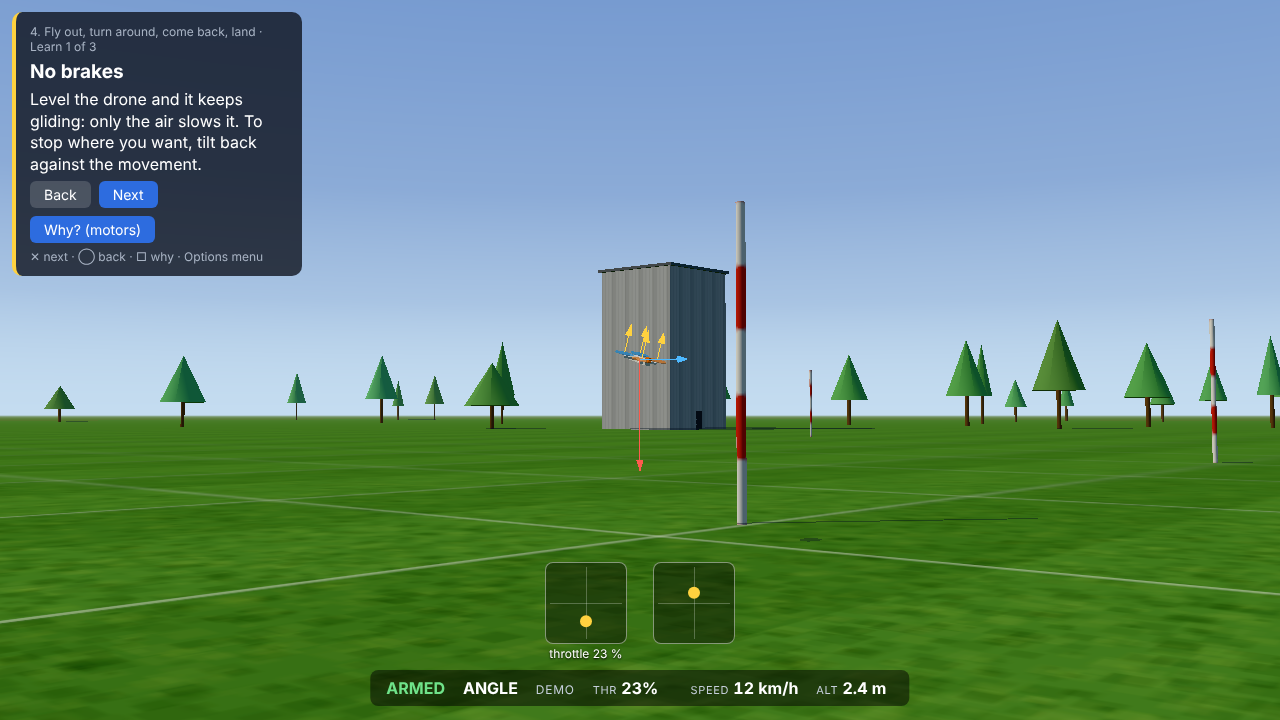 4. Fly out, turn around, come back, land ·
Learn 1 of 3
No brakes
Level the drone and it keeps
gliding: only the air slows it. To
stop where you want, tilt back
against the movement.
Back Next
Why? (motors)
✕ next · ◯ back · □ why · Options menu
throttle 23 %
ARMED ANGLE DEMO THR 23% SPEED 12 km/h ALT 2.4 m